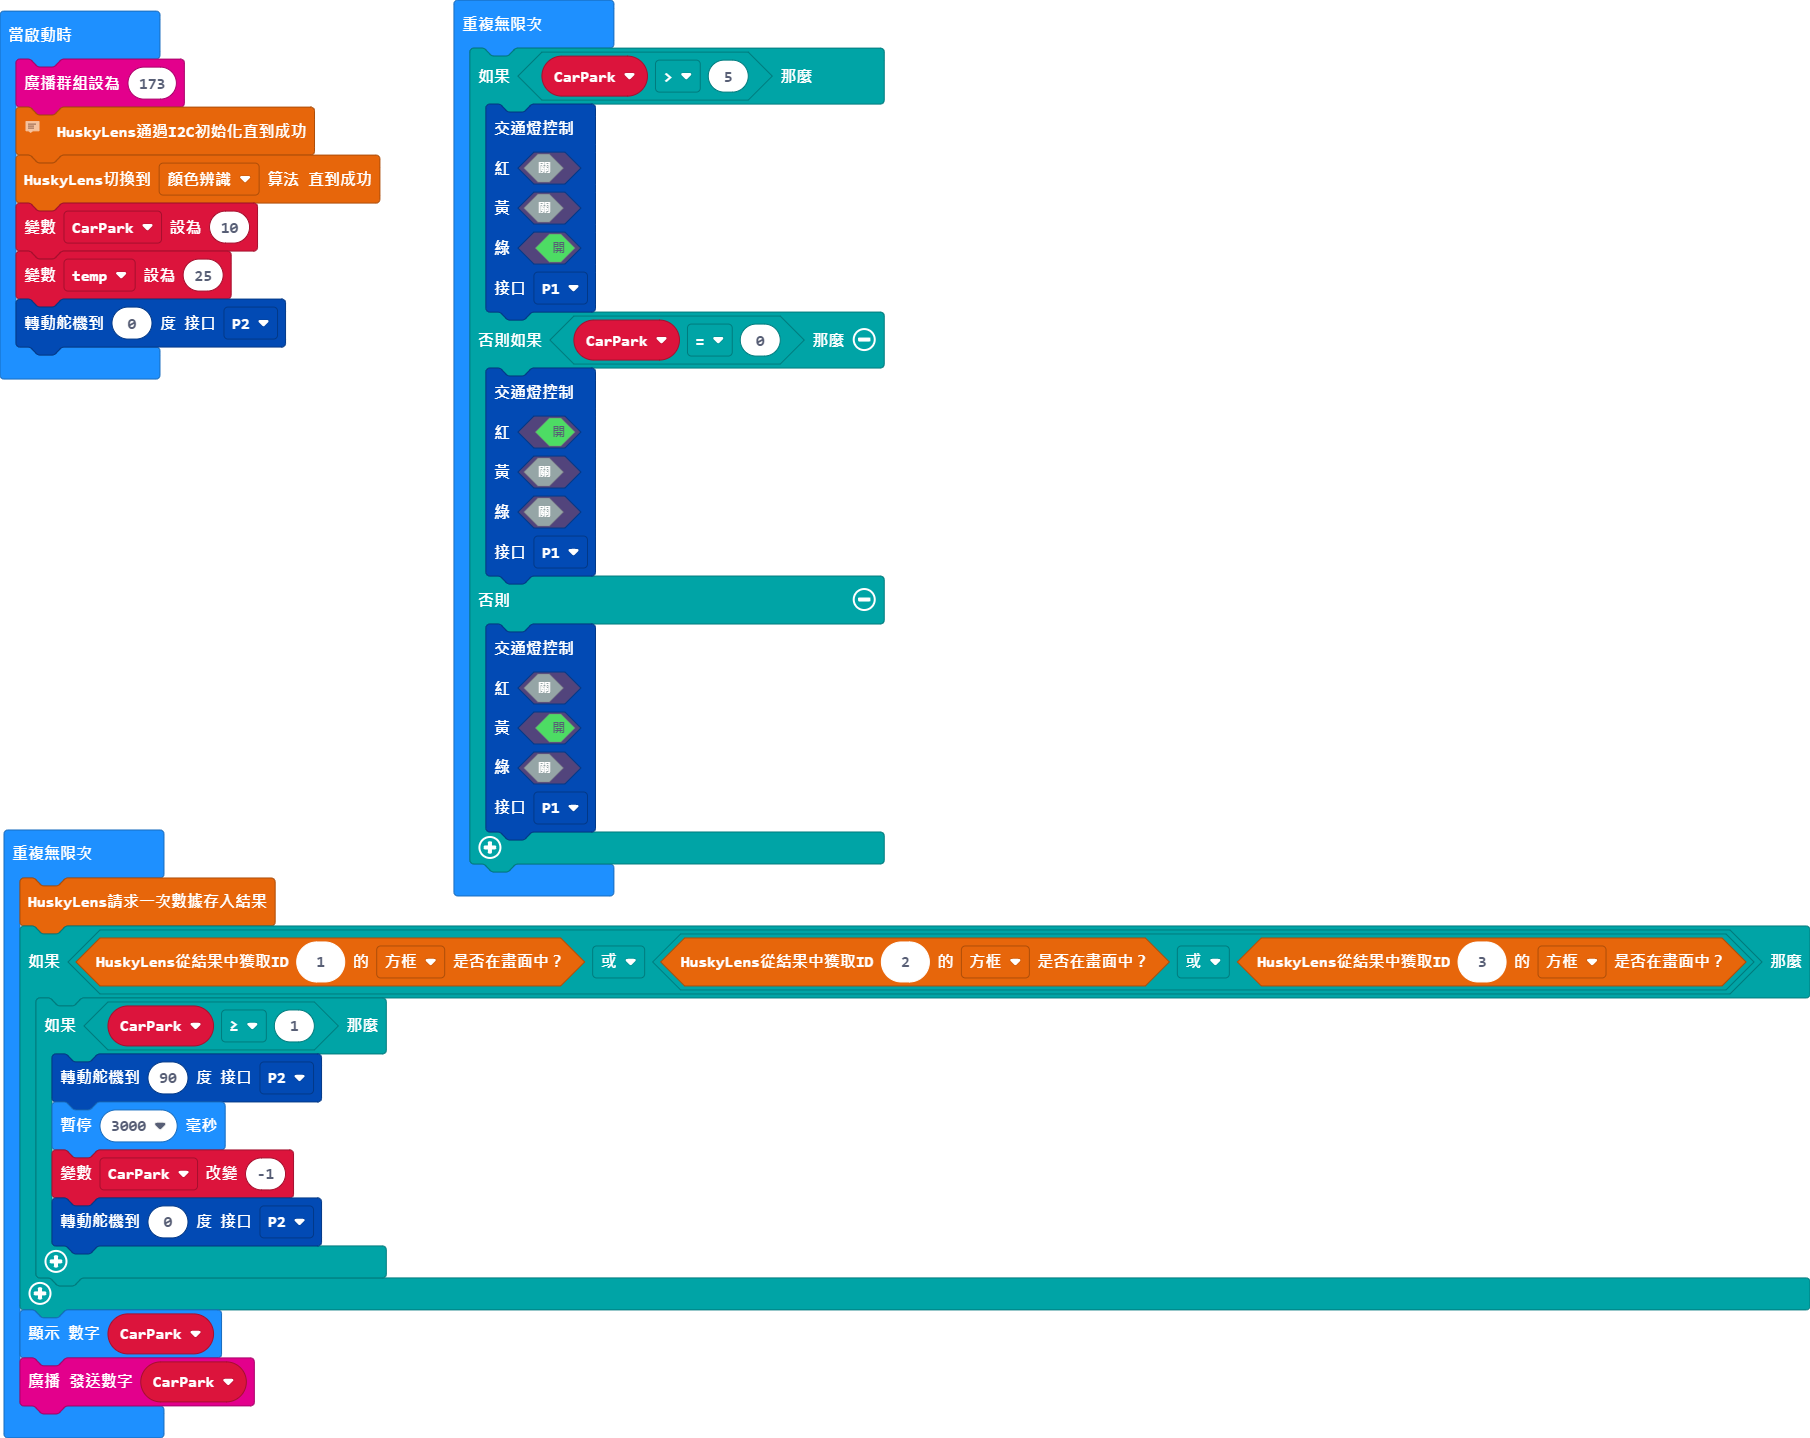 當啟動時
廣播群組設為 173
HuskyLens通過I2C初始化直到成功
HuskyLens切換到 顏色辨識 算法 直到成功
變數 CarPark 設為 10
變數 temp 設為 25
轉動舵機到 0 度 接口 P2
重複無限次
如果 CarPark > 5 那麼
交通燈控制
紅 關
黃 關
綠 開
接口 P1
否則如果 CarPark = 0 那麼
交通燈控制
紅 開
黃 關
綠 關
接口 P1
否則
交通燈控制
紅 關
黃 開
綠 關
接口 P1
重複無限次
HuskyLens請求一次數據存入結果
如果 HuskyLens從結果中獲取ID 1 的 方框 是否在畫面中？ 或 HuskyLens從結果中獲取ID 2 的 方框 是否在畫面中？ 或 HuskyLens從結果中獲取ID 3 的 方框 是否在畫面中？ 那麼
如果 CarPark ≥ 1 那麼
轉動舵機到 90 度 接口 P2
暫停 3000 毫秒
變數 CarPark 改變 -1
轉動舵機到 0 度 接口 P2
顯示 數字 CarPark
廣播 發送數字 CarPark